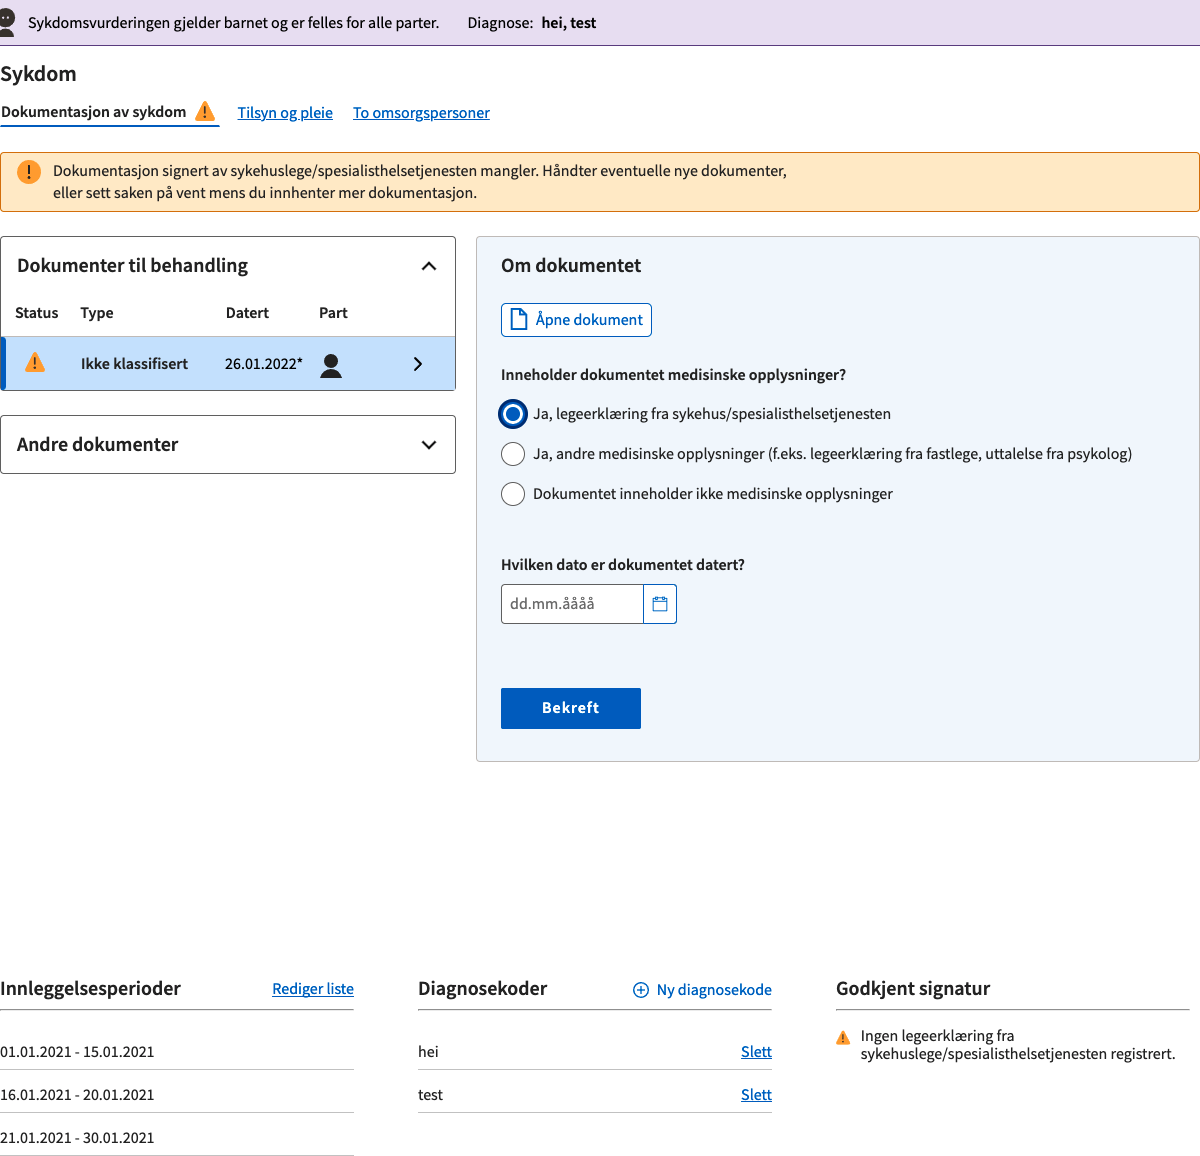 Sykdomsvurderingen gjelder barnet og er felles for alle parter. Diagnose: hei, test
Sykdom
Dokumentasjon av sykdom Tilsyn og pleie To omsorgspersoner
Dokumentasjon signert av sykehuslege/spesialisthelsetjenesten mangler. Håndter eventuelle nye dokumenter,
eller sett saken på vent mens du innhenter mer dokumentasjon.
Dokumenter til behandling
Status Type Datert Part
Ikke klassifisert 26.01.2022*
Andre dokumenter
Om dokumentet
Åpne dokument
Inneholder dokumentet medisinske opplysninger?
Ja, legeerklæring fra sykehus/spesialisthelsetjenesten
Ja, andre medisinske opplysninger (f.eks. legeerklæring fra fastlege, uttalelse fra psykolog)
Dokumentet inneholder ikke medisinske opplysninger
Hvilken dato er dokumentet datert?
dd.mm.åååå
Bekreft
Innleggelsesperioder Rediger liste
01.01.2021 - 15.01.2021
16.01.2021 - 20.01.2021
21.01.2021 - 30.01.2021
Diagnosekoder Ny diagnosekode
hei Slett
test Slett
Godkjent signatur
Ingen legeerklæring fra
sykehuslege/spesialisthelsetjenesten registrert.